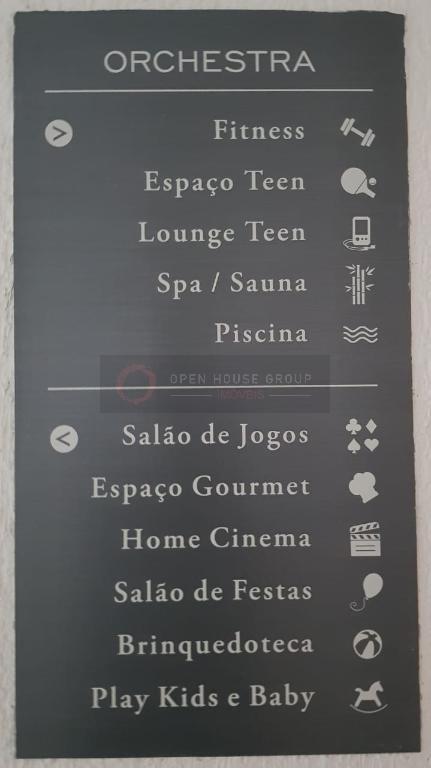 ORCHESTRA
> Fitness
Espaço Teen
Lounge Teen
Spa / Sauna
Piscina
OPEN HOUSE GROUP
IMÓVEIS
< Salão de Jogos
Espaço Gourmet
Home Cinema
Salão de Festas
Brinquedoteca
Play Kids e Baby